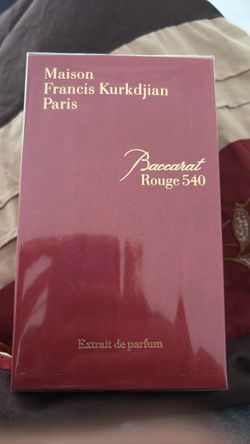 Maison
Francis Kurkdjian
Paris
Baccarat
Rouge 540
Extrait de parfum